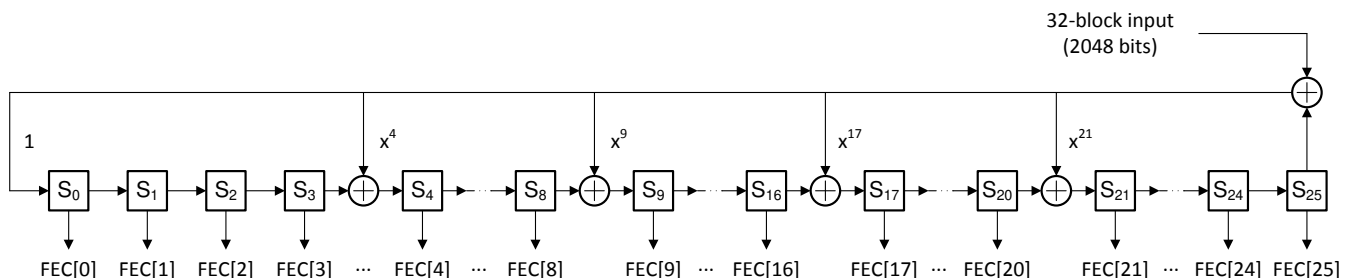 32-block input
(2048 bits)
1 x⁴ x⁹ x¹⁷ x²¹
S₀ S₁ S₂ S₃ S₄ ... S₈ S₉ ... S₁₆ S₁₇ ... S₂₀ S₂₁ ... S₂₄ S₂₅
FEC[0] FEC[1] FEC[2] FEC[3] ... FEC[4] ... FEC[8] FEC[9] ... FEC[16] FEC[17] ... FEC[20] FEC[21] ... FEC[24] FEC[25]